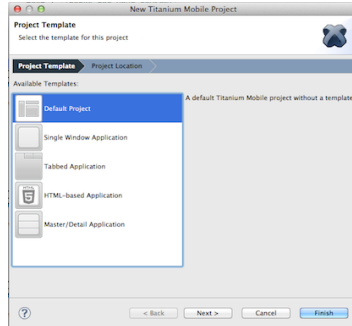 New Titanium Mobile Project
Project Template
Select the template for this project
Project Template
Project Location
Available Templates:
Default Project
A default Titanium Mobile project without a template
Single Window Application
Tabbed Application
HTML
5
HTML-based Application
Master/Detail Application
?
< Back
Next >
Cancel
Finish